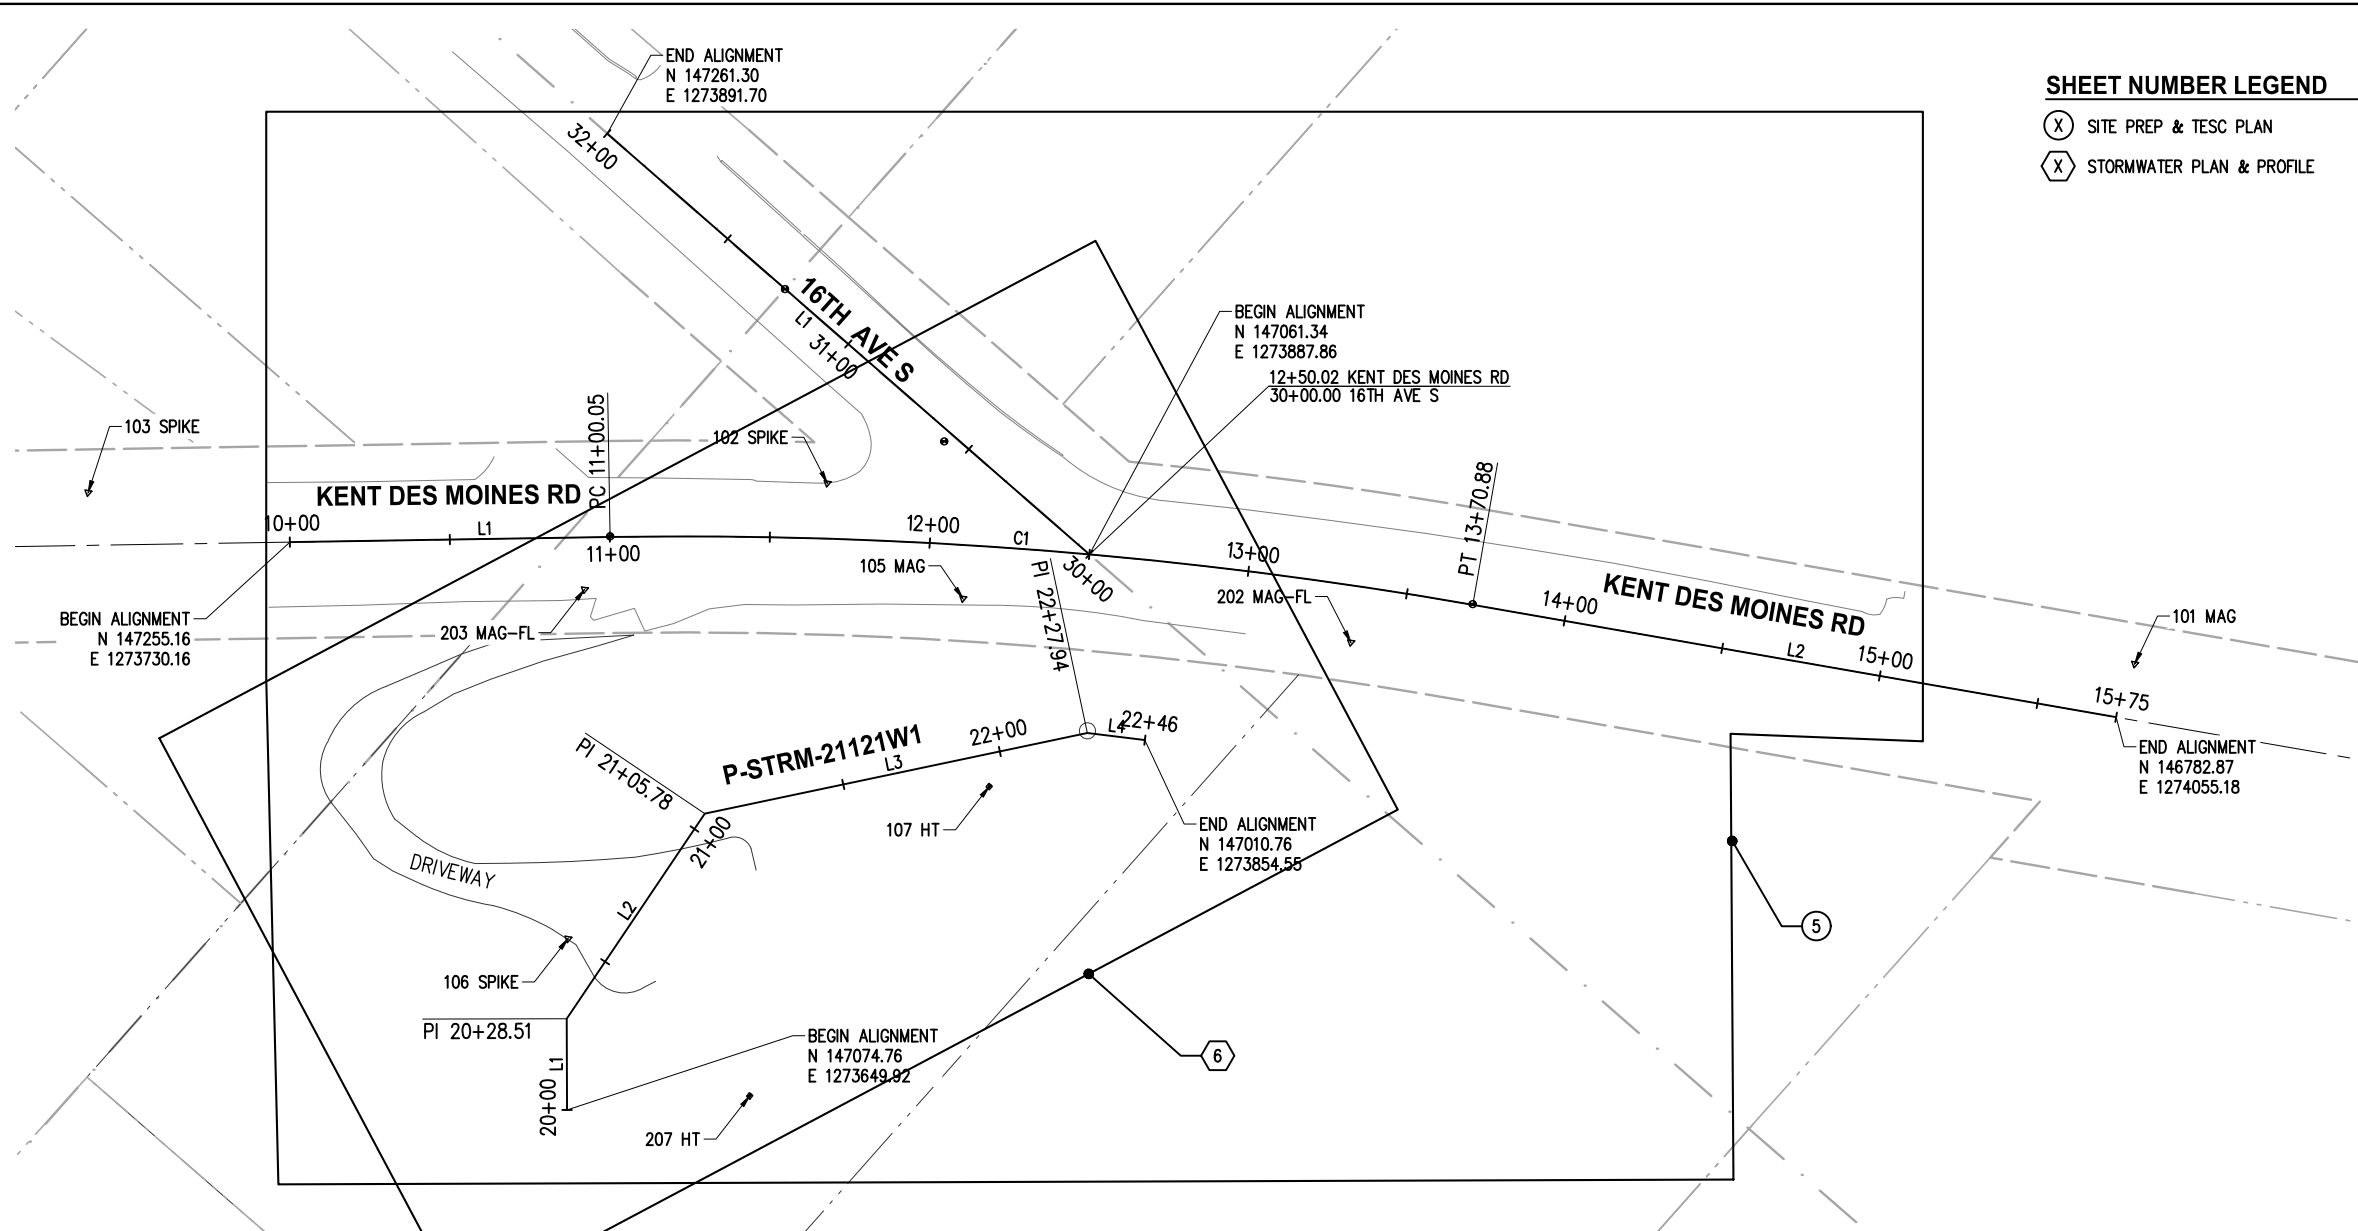 END ALIGNMENT
N 147261.30
E 1273891.70
SHEET NUMBER LEGEND
X SITE PREP & TESC PLAN
X STORMWATER PLAN & PROFILE
32+00
16TH AVE S
L1
31+00
BEGIN ALIGNMENT
N 147061.34
E 1273887.86
12+50.02 KENT DES MOINES RD
30+00.00 16TH AVE S
103 SPIKE
102 SPIKE
PC 11+00.05
KENT DES MOINES RD
10+00
L1
11+00
12+00
C1
30+00
13+00
PT 13+70.88
14+00
KENT DES MOINES RD
L2
15+00
15+75
101 MAG
105 MAG
PI 22+27.94
202 MAG-FL
BEGIN ALIGNMENT
N 147255.16
E 1273730.16
203 MAG-FL
END ALIGNMENT
N 146782.87
E 1274055.18
P-STRM-21121W1
L3
22+00
L4
22+46
PI 21+05.78
21+00
107 HT
END ALIGNMENT
N 147010.76
E 1273854.55
DRIVEWAY
L2
5
106 SPIKE
PI 20+28.51
BEGIN ALIGNMENT
N 147074.76
E 1273649.92
L1
20+00
6
207 HT